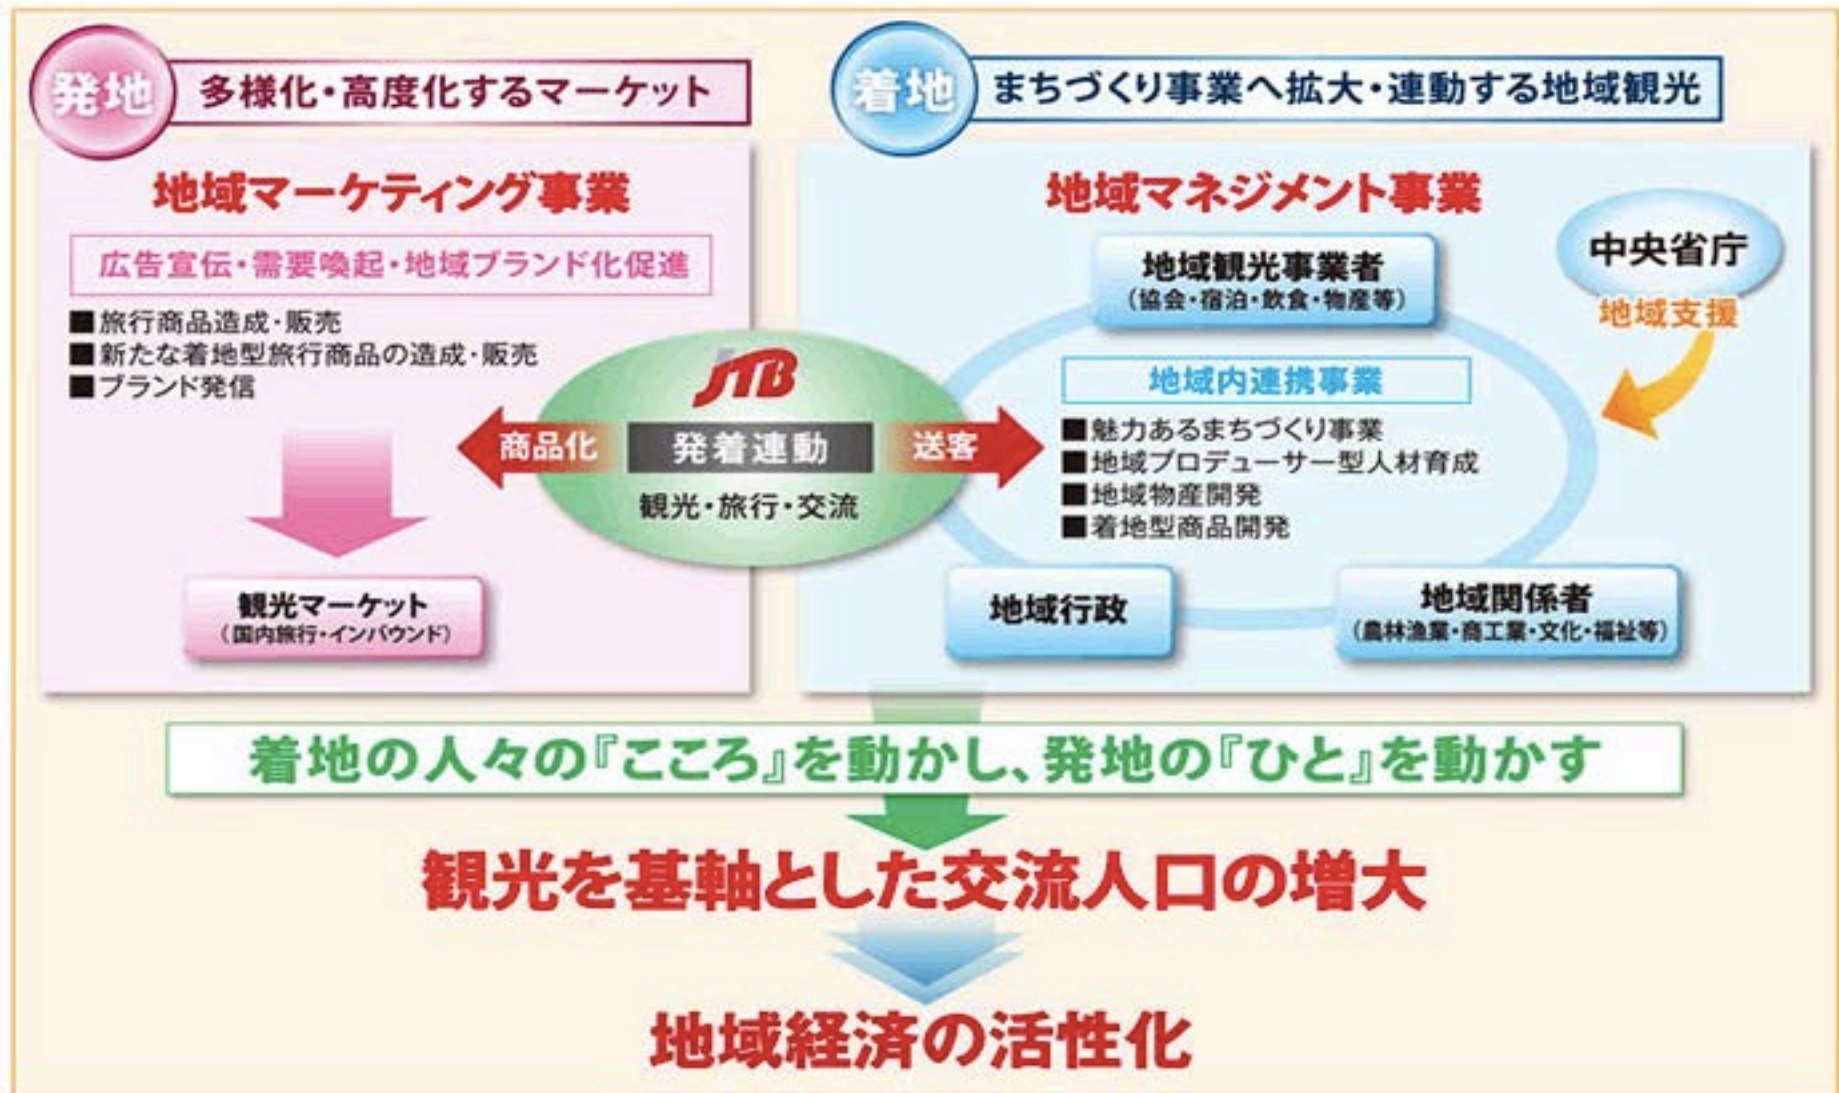 発地
多様化・高度化するマーケット
地域マーケティング事業
広告宣伝・需要喚起・地域ブランド化促進
■旅行商品造成・販売
■新たな着地型旅行商品の造成・販売
■ブランド発信
観光マーケット
（国内旅行・インバウンド）
JTB
商品化
発着連動
送客
観光・旅行・交流
着地
まちづくり事業へ拡大・連動する地域観光
地域マネジメント事業
中央省庁
地域支援
地域観光事業者
（協会・宿泊・飲食・物産等）
地域内連携事業
■魅力あるまちづくり事業
■地域プロデューサー型人材育成
■地域物産開発
■着地型商品開発
地域行政
地域関係者
（農林漁業・商工業・文化・福祉等）
着地の人々の『こころ』を動かし、発地の『ひと』を動かす
観光を基軸とした交流人口の増大
地域経済の活性化